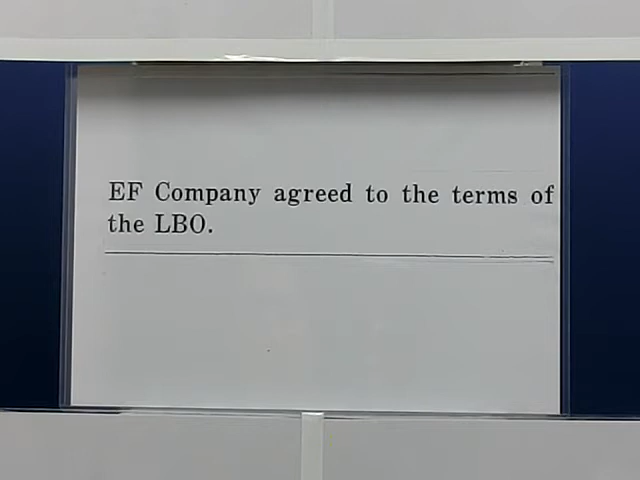 EF Company agreed to the terms of
the LBO.